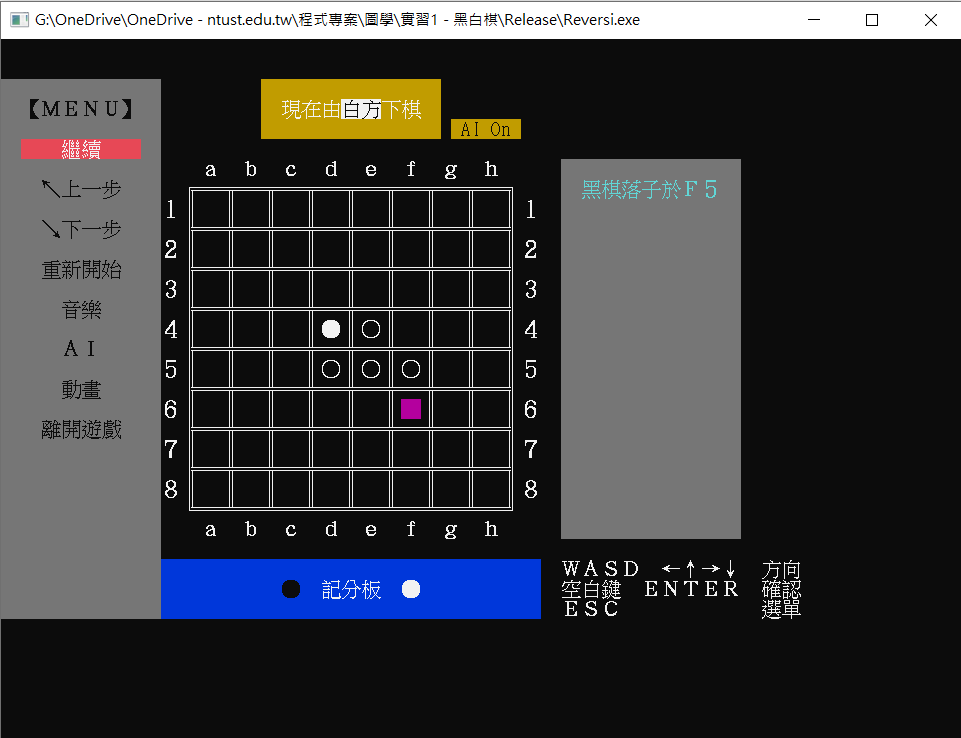 G:\OneDrive\OneDrive - ntust.edu.tw\程式專案\圖學\實習1 - 黑白棋\Release\Reversi.exe
【ＭＥＮＵ】
繼續
↖上一步
↘下一步
重新開始
音樂
ＡＩ
動畫
離開遊戲
現在由白方下棋
AI On
a b c d e f g h
1 1
2 2
3 3
4 4
5 5
6 6
7 7
8 8
a b c d e f g h
黑棋落子於Ｆ５
● 記分板 ●
ＷＡＳＤ ←↑→↓ 方向
空白鍵 ＥＮＴＥＲ 確認
ＥＳＣ 選單